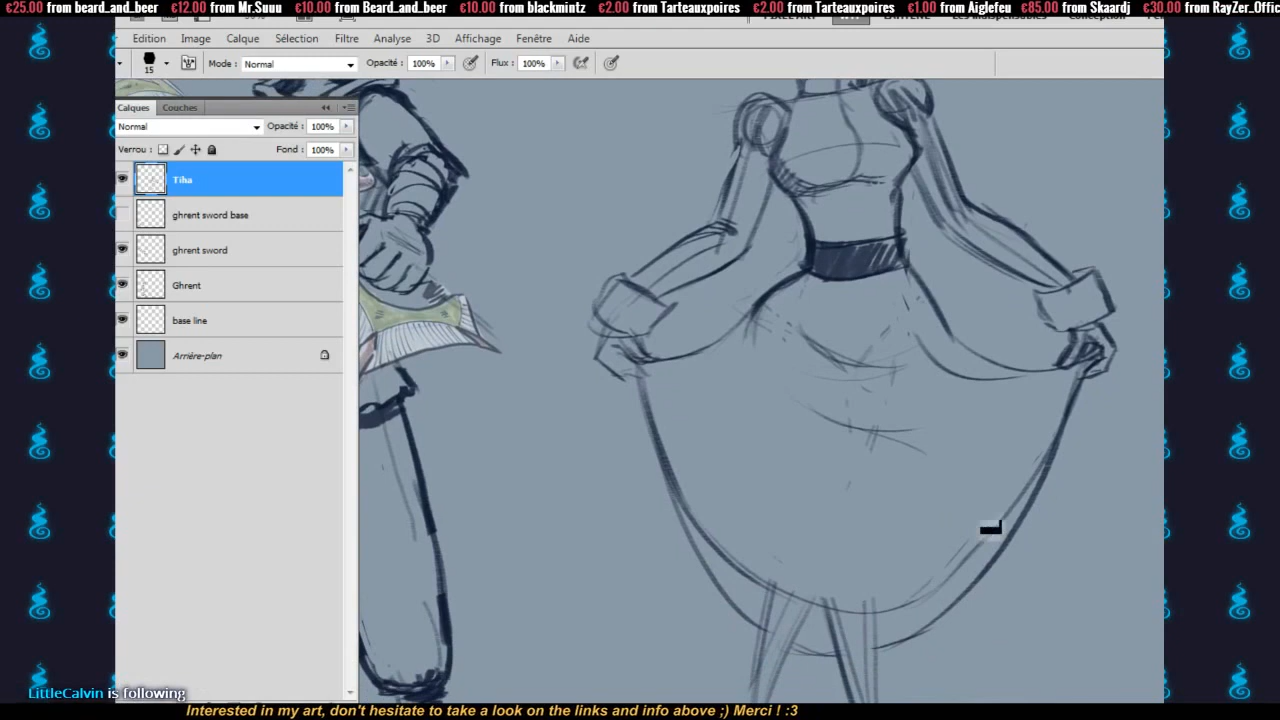 €25.00 from beard_and_beer €12.00 from Mr.Suuu €10.00 from Beard_and_beer €10.00 from blackmintz €2.00 from Tarteauxpoires €2.00 from Tarteauxpoires €1.00 from Aiglefeu €85.00 from Skaardj €30.00 from RayZer_Offic
Edition Image Calque Sélection Filtre Analyse 3D Affichage Fenêtre Aide
15 Mode : Normal Opacité : 100% Flux : 100%
Calques Couches
Normal Opacité : 100%
Verrou : Fond : 100%
Tiha
ghrent sword base
ghrent sword
Ghrent
base line
Arrière-plan
LittleCalvin is following
Interested in my art, don't hesitate to take a look on the links and info above ;) Merci ! :3